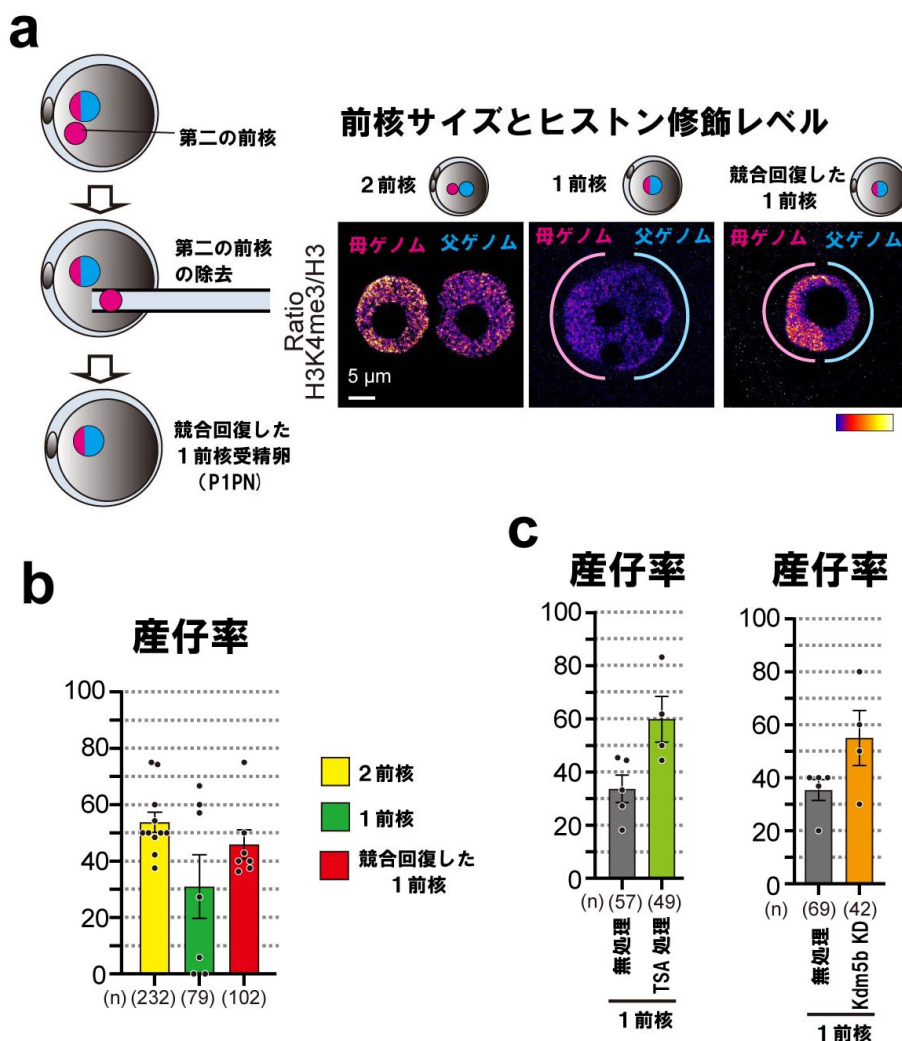 a
第二の前核
第二の前核
の除去
競合回復した
1前核受精卵
(P1PN)
前核サイズとヒストン修飾レベル
2前核
1前核
競合回復した
1前核
Ratio
H3K4me3/H3
母ゲノム 父ゲノム
5 μm
母ゲノム 父ゲノム
母ゲノム 父ゲノム
b
産仔率
100
80
60
40
20
0
(n) (232) (79) (102)
2前核
1前核
競合回復した
1前核
c
産仔率
100
80
60
40
20
0
(n) (57) (49)
無処理
TSA 処理
1前核
産仔率
100
80
60
40
20
0
(n) (69) (42)
無処理
Kdm5b KD
1前核